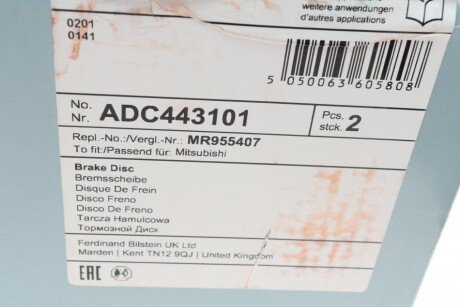 weitere anwendungen
d'autres applications
0201
0141
5 050063 605808
No.
Nr. ADC443101
Pcs.
stck. 2
Repl.-No.:/Vergl.-Nr.: MR955407
To fit:/Passend für: Mitsubishi
Brake Disc
Bremsscheibe
Disque De Frein
Disco Freno
Disco De Freno
Tarcza Hamulcowa
Тормозной Диск
Ferdinand Bilstein UK Ltd
Marden | Kent TN12 9QJ | United Kingdom
EAC